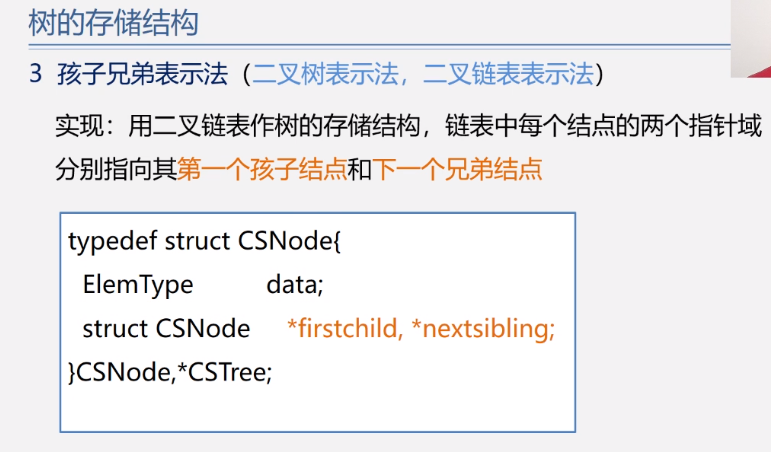 树的存储结构
3 孩子兄弟表示法（二叉树表示法，二叉链表表示法）
实现：用二叉链表作树的存储结构，链表中每个结点的两个指针域
分别指向其第一个孩子结点和下一个兄弟结点
typedef struct CSNode{
ElemType data;
struct CSNode *firstchild, *nextsibling;
}CSNode,*CSTree;